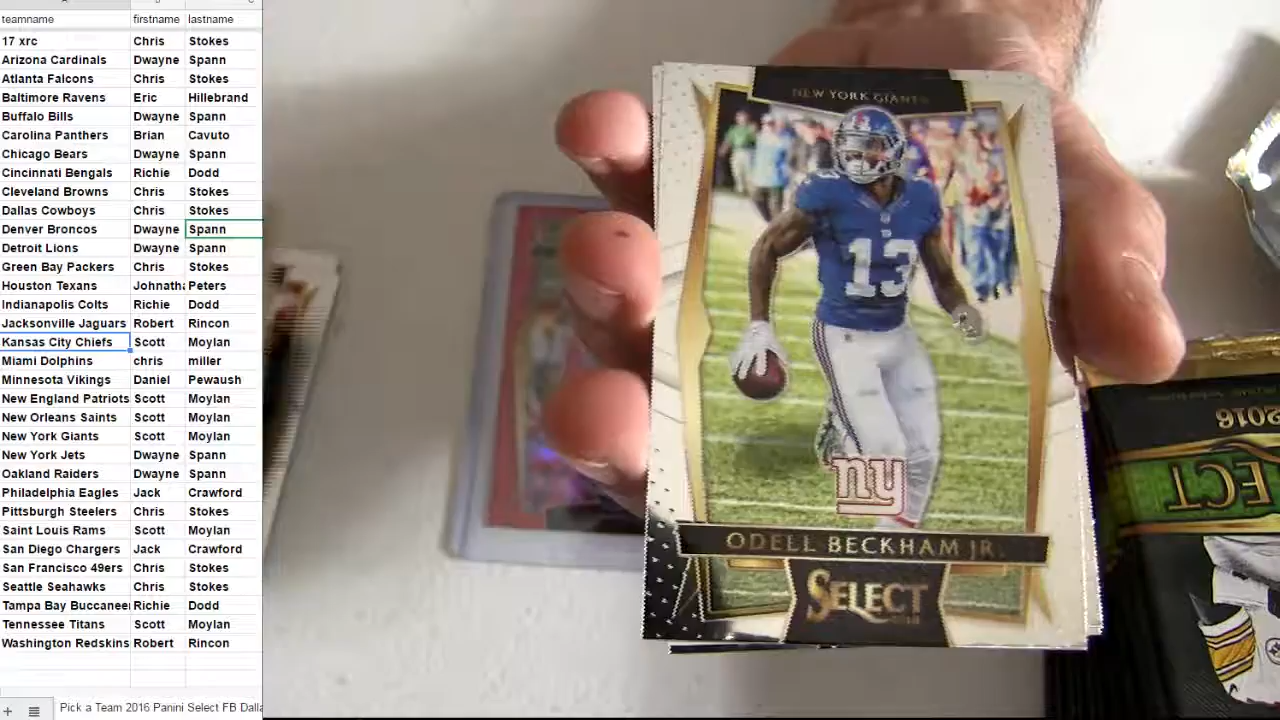 teamname firstname lastname
17 xrc Chris Stokes
Arizona Cardinals Dwayne Spann
Atlanta Falcons Chris Stokes
Baltimore Ravens Eric Hillebrand
Buffalo Bills Dwayne Spann
Carolina Panthers Brian Cavuto
Chicago Bears Dwayne Spann
Cincinnati Bengals Richie Dodd
Cleveland Browns Chris Stokes
Dallas Cowboys Chris Stokes
Denver Broncos Dwayne Spann
Detroit Lions Dwayne Spann
Green Bay Packers Chris Stokes
Houston Texans Johnatha Peters
Indianapolis Colts Richie Dodd
Jacksonville Jaguars Robert Rincon
Kansas City Chiefs Scott Moylan
Miami Dolphins chris miller
Minnesota Vikings Daniel Pewaush
New England Patriots Scott Moylan
New Orleans Saints Scott Moylan
New York Giants Scott Moylan
New York Jets Dwayne Spann
Oakland Raiders Dwayne Spann
Philadelphia Eagles Jack Crawford
Pittsburgh Steelers Chris Stokes
Saint Louis Rams Scott Moylan
San Diego Chargers Jack Crawford
San Francisco 49ers Chris Stokes
Seattle Seahawks Chris Stokes
Tampa Bay Buccaneer Richie Dodd
Tennessee Titans Scott Moylan
Washington Redskins Robert Rincon
Pick a Team 2016 Panini Select FB Dalla
NEW YORK GIANTS
13
ny
ODELL BECKHAM JR.
SELECT
2016
ECT